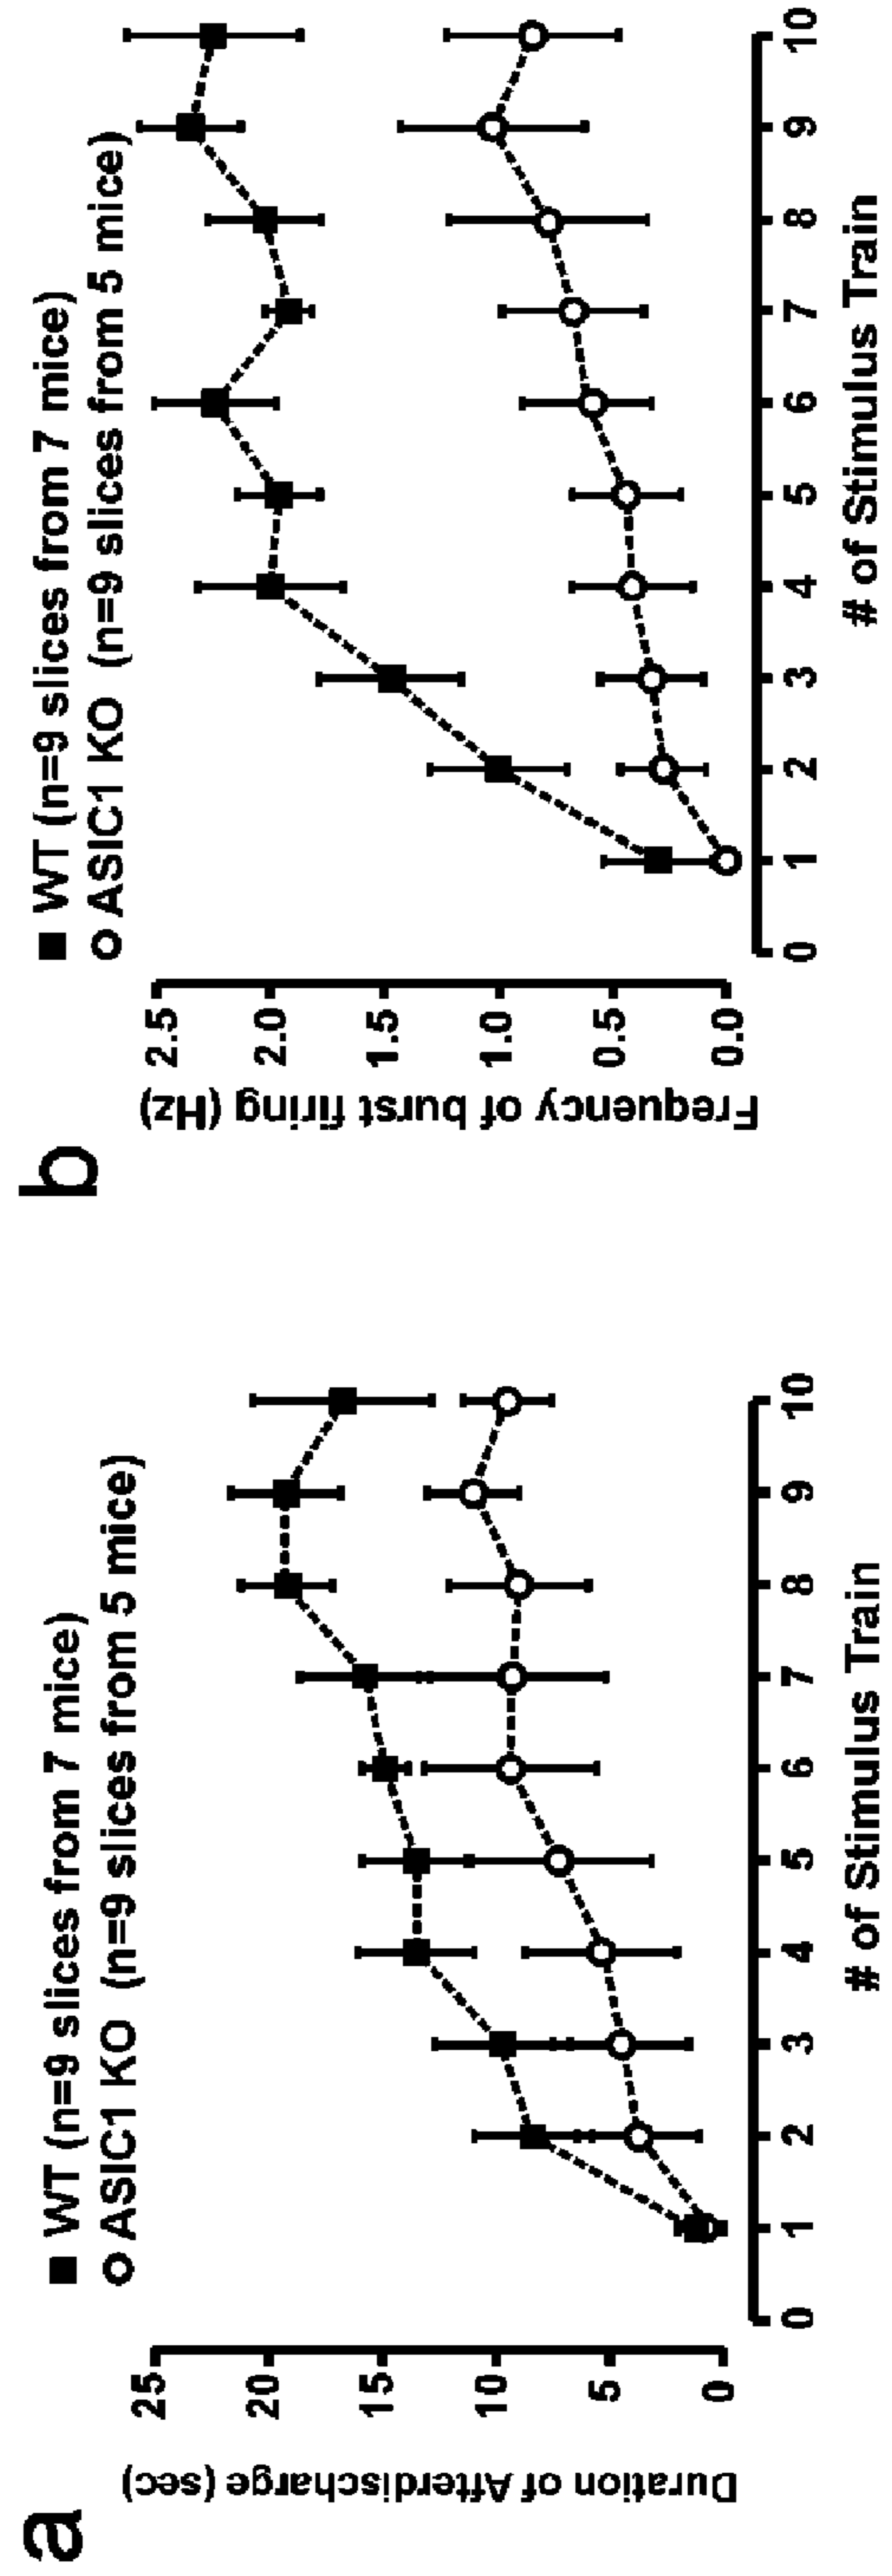 a
■ WT (n=9 slices from 7 mice)
○ ASIC1 KO (n=9 slices from 5 mice)
Duration of Afterdischarge (sec)
25
20
15
10
5
0
0 1 2 3 4 5 6 7 8 9 10
# of Stimulus Train
b
■ WT (n=9 slices from 7 mice)
○ ASIC1 KO (n=9 slices from 5 mice)
Frequency of burst firing (Hz)
2.5
2.0
1.5
1.0
0.5
0.0
0 1 2 3 4 5 6 7 8 9 10
# of Stimulus Train